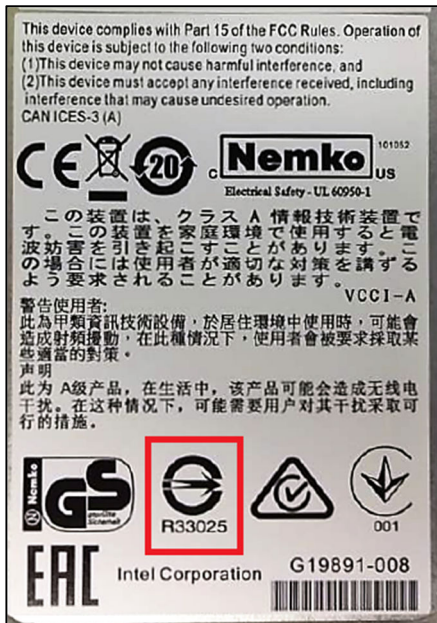 This device complies with Part 15 of the FCC Rules. Operation of
this device is subject to the following two conditions:
(1)This device may not cause harmful interference, and
(2)This device must accept any interference received, including
interference that may cause undesired operation.
CAN ICES-3 (A)
CE 20 C Nemko US 101052
Electrical Safety - UL 60950-1
この装置は、クラスA情報技術装置で
す。この装置を家庭環境で使用すると電
波妨害を引き起こすことがあります。こ
の場合には使用者が適切な対策を講ずる
よう要求されることがあります。
VCCI-A
警告使用者:
此為甲類資訊技術設備，於居住環境中使用時，可能會
造成射頻擾動，在此種情況下，使用者會被要求採取某
些適當的對策。
声明
此为 A级产品，在生活中，该产品可能会造成无线电
干扰。在这种情况下，可能需要用户对其干扰采取可
行的措施。
Nemko GS geprüfte Sicherheit
R33025
001
EAC Intel Corporation G19891-008